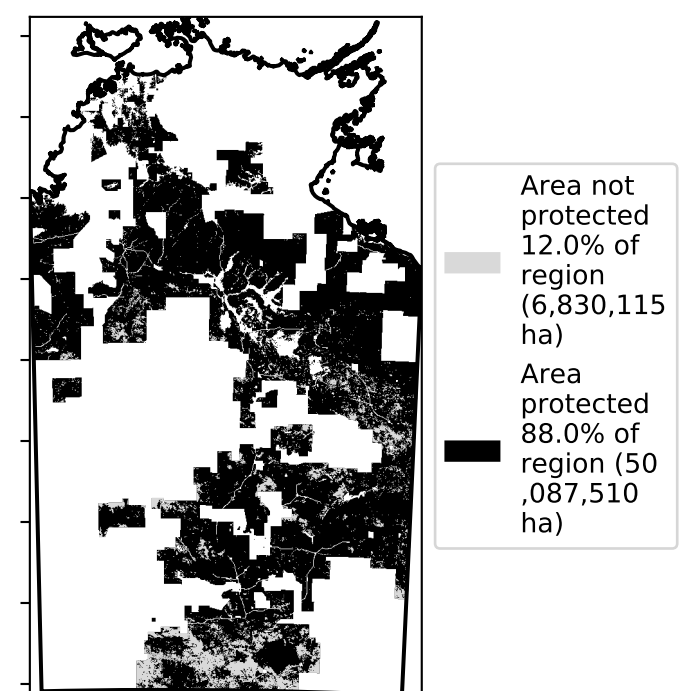 Area not
protected
12.0% of
region
(6,830,115
ha)
Area
protected
88.0% of
region (50
,087,510
ha)